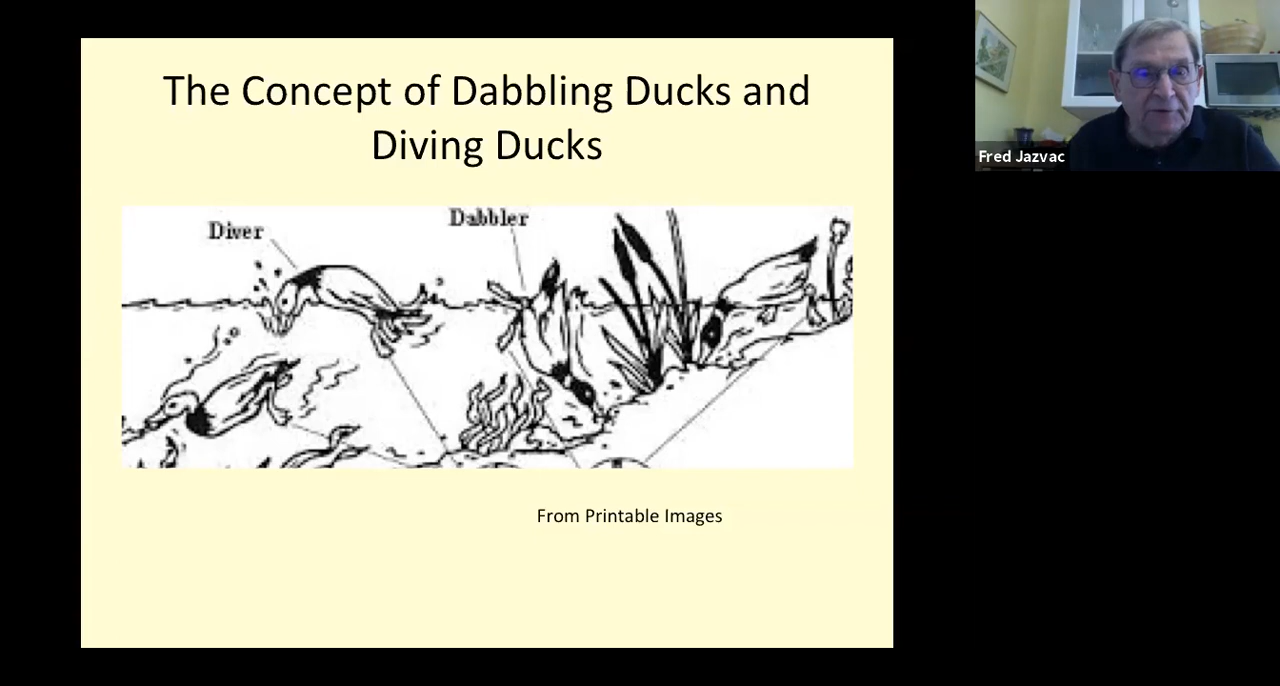 The Concept of Dabbling Ducks and
Diving Ducks
Diver
Dabbler
From Printable Images
Fred Jazvac